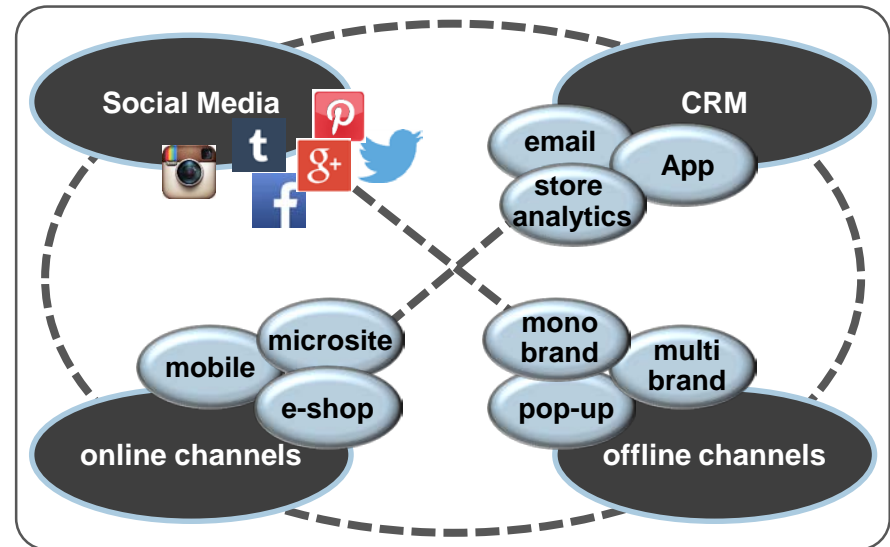 Social Media
t
g+
f
CRM
email
App
store
analytics
mobile
microsite
e-shop
online channels
mono
brand
multi
brand
pop-up
offline channels